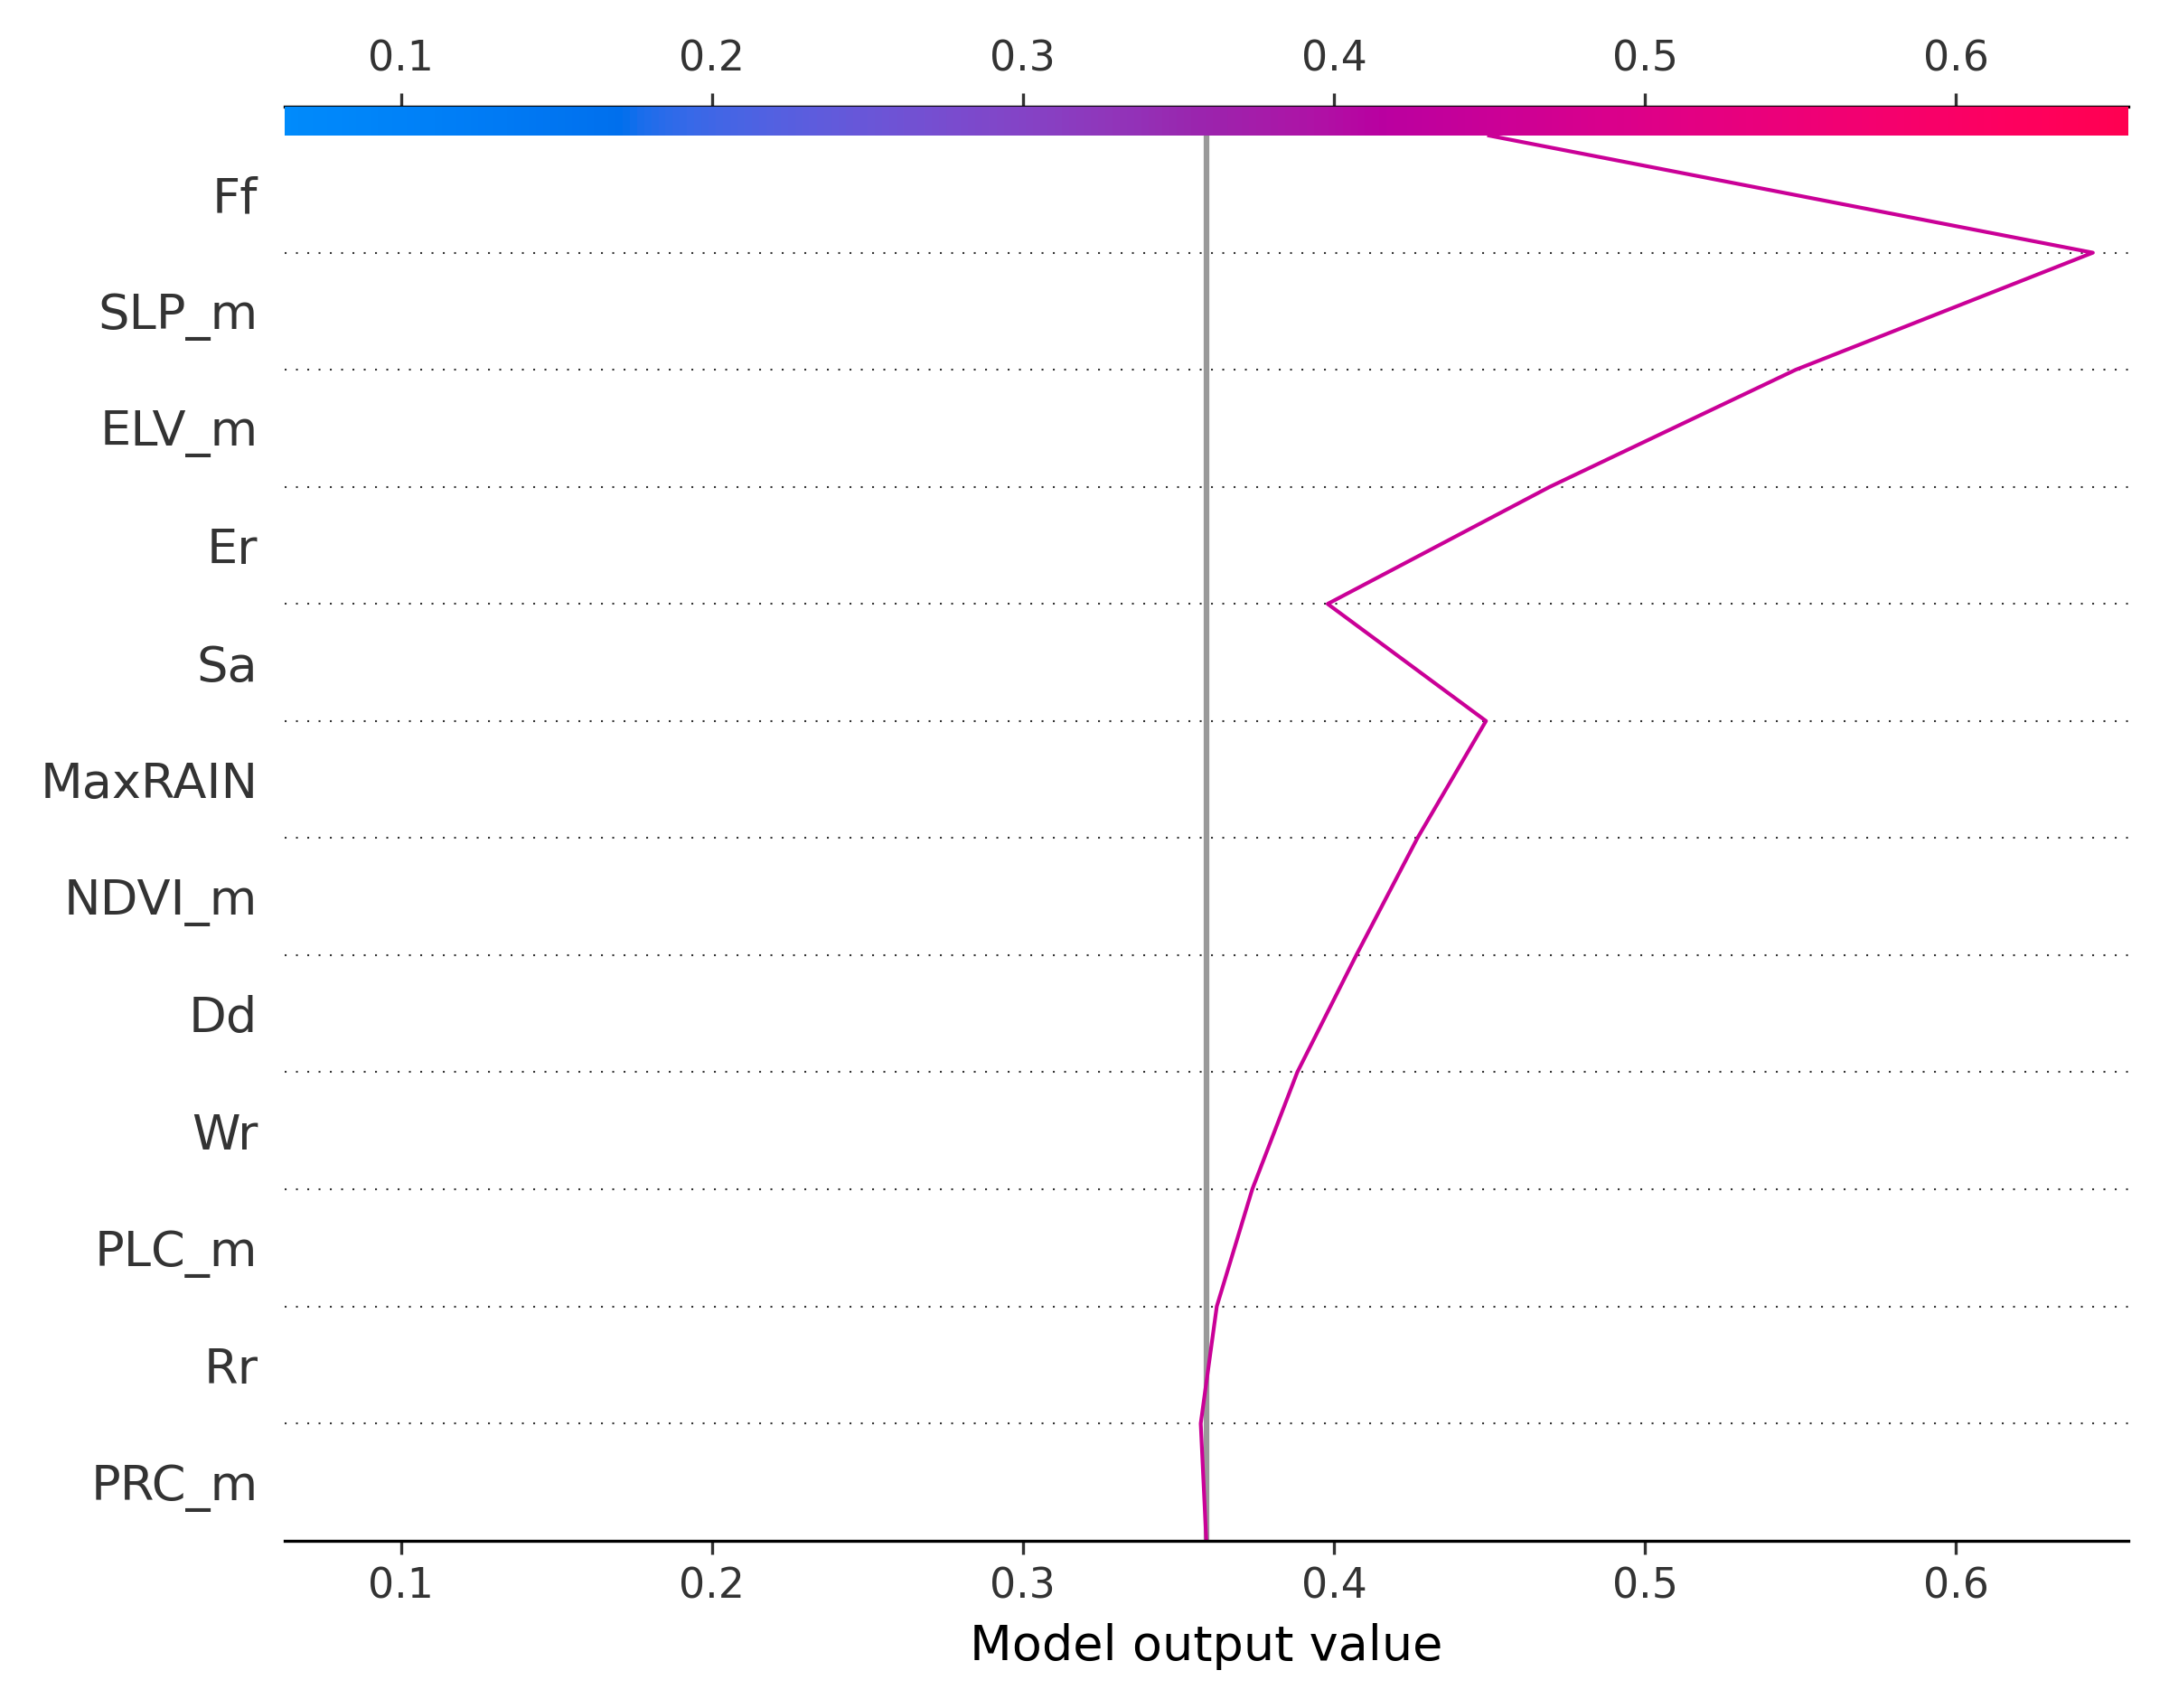 0.1 0.2 0.3 0.4 0.5 0.6
Ff
SLP_m
ELV_m
Er
Sa
MaxRAIN
NDVI_m
Dd
Wr
PLC_m
Rr
PRC_m
0.1 0.2 0.3 0.4 0.5 0.6
Model output value